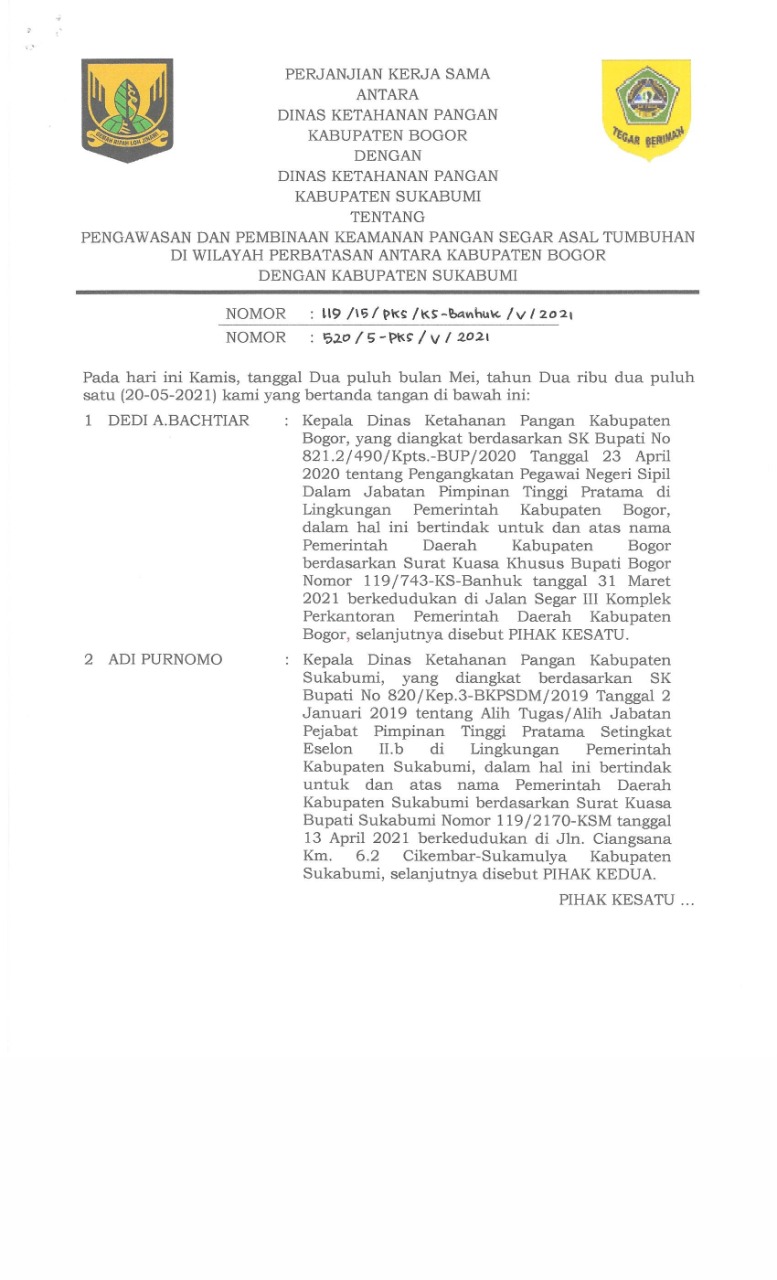 PERJANJIAN KERJA SAMA
ANTARA
DINAS KETAHANAN PANGAN
KABUPATEN BOGOR
DENGAN
DINAS KETAHANAN PANGAN
KABUPATEN SUKABUMI
TENTANG
PENGAWASAN DAN PEMBINAAN KEAMANAN PANGAN SEGAR ASAL TUMBUHAN
DI WILAYAH PERBATASAN ANTARA KABUPATEN BOGOR
DENGAN KABUPATEN SUKABUMI
TEGAR BERIMAN
NOMOR : 119/15/PKS/KS-Banhuk/V/2021
NOMOR : 520/5-PKS/V/2021
Pada hari ini Kamis, tanggal Dua puluh bulan Mei, tahun Dua ribu dua puluh
satu (20-05-2021) kami yang bertanda tangan di bawah ini:
1 DEDI A.BACHTIAR : Kepala Dinas Ketahanan Pangan Kabupaten
Bogor, yang diangkat berdasarkan SK Bupati No
821.2/490/Kpts.-BUP/2020 Tanggal 23 April
2020 tentang Pengangkatan Pegawai Negeri Sipil
Dalam Jabatan Pimpinan Tinggi Pratama di
Lingkungan Pemerintah Kabupaten Bogor,
dalam hal ini bertindak untuk dan atas nama
Pemerintah Daerah Kabupaten Bogor
berdasarkan Surat Kuasa Khusus Bupati Bogor
Nomor 119/743-KS-Banhuk tanggal 31 Maret
2021 berkedudukan di Jalan Segar III Komplek
Perkantoran Pemerintah Daerah Kabupaten
Bogor, selanjutnya disebut PIHAK KESATU.
2 ADI PURNOMO : Kepala Dinas Ketahanan Pangan Kabupaten
Sukabumi, yang diangkat berdasarkan SK
Bupati No 820/Kep.3-BKPSDM/2019 Tanggal 2
Januari 2019 tentang Alih Tugas/Alih Jabatan
Pejabat Pimpinan Tinggi Pratama Setingkat
Eselon II.b di Lingkungan Pemerintah
Kabupaten Sukabumi, dalam hal ini bertindak
untuk dan atas nama Pemerintah Daerah
Kabupaten Sukabumi berdasarkan Surat Kuasa
Bupati Sukabumi Nomor 119/2170-KSM tanggal
13 April 2021 berkedudukan di Jln. Ciangsana
Km. 6.2 Cikembar-Sukamulya Kabupaten
Sukabumi, selanjutnya disebut PIHAK KEDUA.
PIHAK KESATU ...